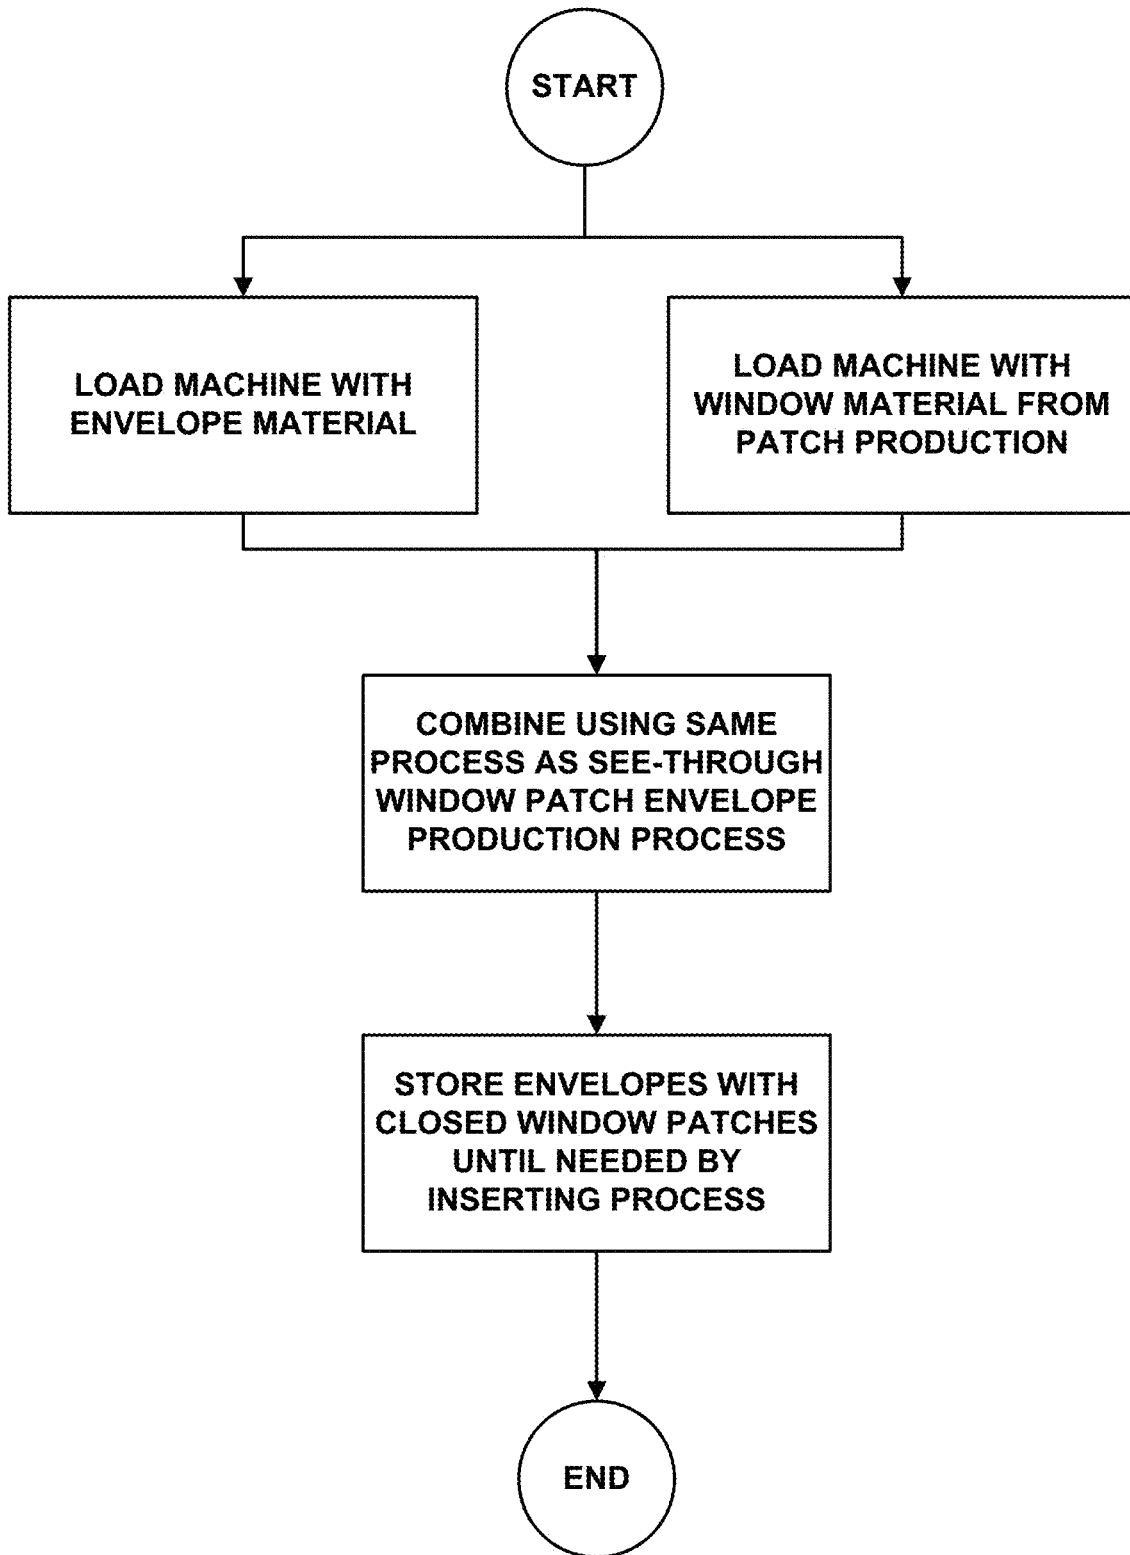 START
LOAD MACHINE WITH
ENVELOPE MATERIAL
LOAD MACHINE WITH
WINDOW MATERIAL FROM
PATCH PRODUCTION
COMBINE USING SAME
PROCESS AS SEE-THROUGH
WINDOW PATCH ENVELOPE
PRODUCTION PROCESS
STORE ENVELOPES WITH
CLOSED WINDOW PATCHES
UNTIL NEEDED BY
INSERTING PROCESS
END